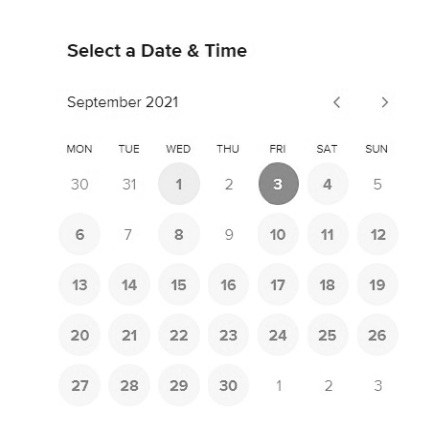 Select a Date & Time
September 2021
MON TUE WED THU FRI SAT SUN
30 31 1 2 3 4 5
6 7 8 9 10 11 12
13 14 15 16 17 18 19
20 21 22 23 24 25 26
27 28 29 30 1 2 3